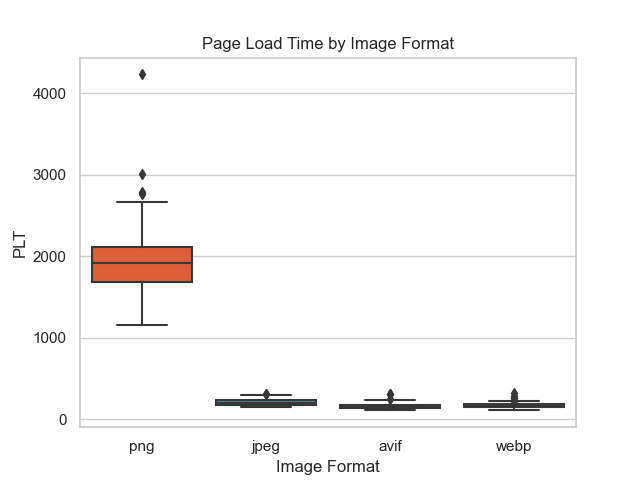 Page Load Time by Image Format
4000
3000
2000
1000
0
PLT
png jpeg avif webp
Image Format